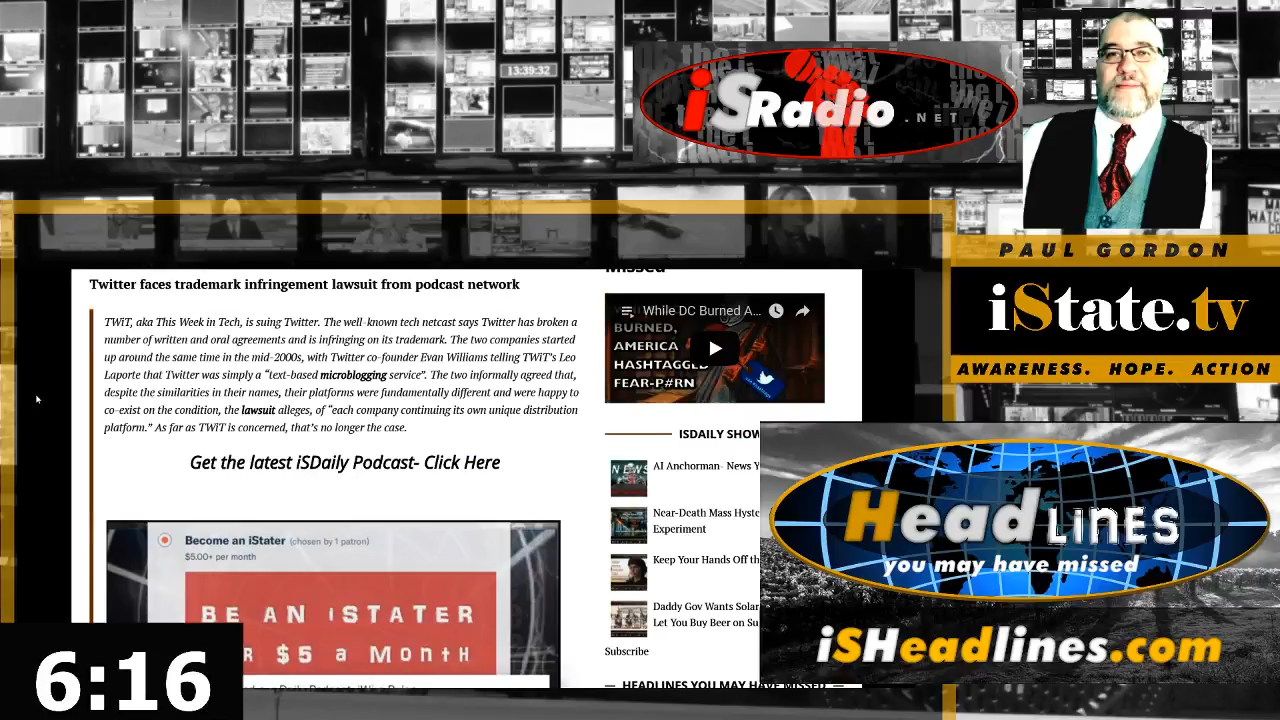 13:39:32
iSRadio.NET
PAUL GORDON
iState.tv
AWARENESS. HOPE. ACTION
Missed
Twitter faces trademark infringement lawsuit from podcast network
TWiT, aka This Week in Tech, is suing Twitter. The well-known tech netcast says Twitter has broken a
number of written and oral agreements and is infringing on its trademark. The two companies started
up around the same time in the mid-2000s, with Twitter co-founder Evan Williams telling TWiT's Leo
Laporte that Twitter was simply a “text-based microblogging service”. The two informally agreed that,
despite the similarities in their names, their platforms were fundamentally different and were happy to
co-exist on the condition, the lawsuit alleges, of “each company continuing its own unique distribution
platform.” As far as TWiT is concerned, that's no longer the case.
Get the latest iSDaily Podcast- Click Here
Become an iStater (chosen by 1 patron)
$5.00+ per month
BE AN iSTATER
R $5 a MontH
While DC Burned A...
BURNED,
AMERICA
HASHTAGGED
FEAR-P#RN
ISDAILY SHOW
NEWS
AI Anchorman- News Y
Near-Death Mass Hyst
Experiment
Keep Your Hands Off th
Daddy Gov Wants Solar
Let You Buy Beer on Su
Subscribe
HEADLINES YOU MAY HAVE MISSED
HeadLINES
you may have missed
iSHeadlines.com
6:16